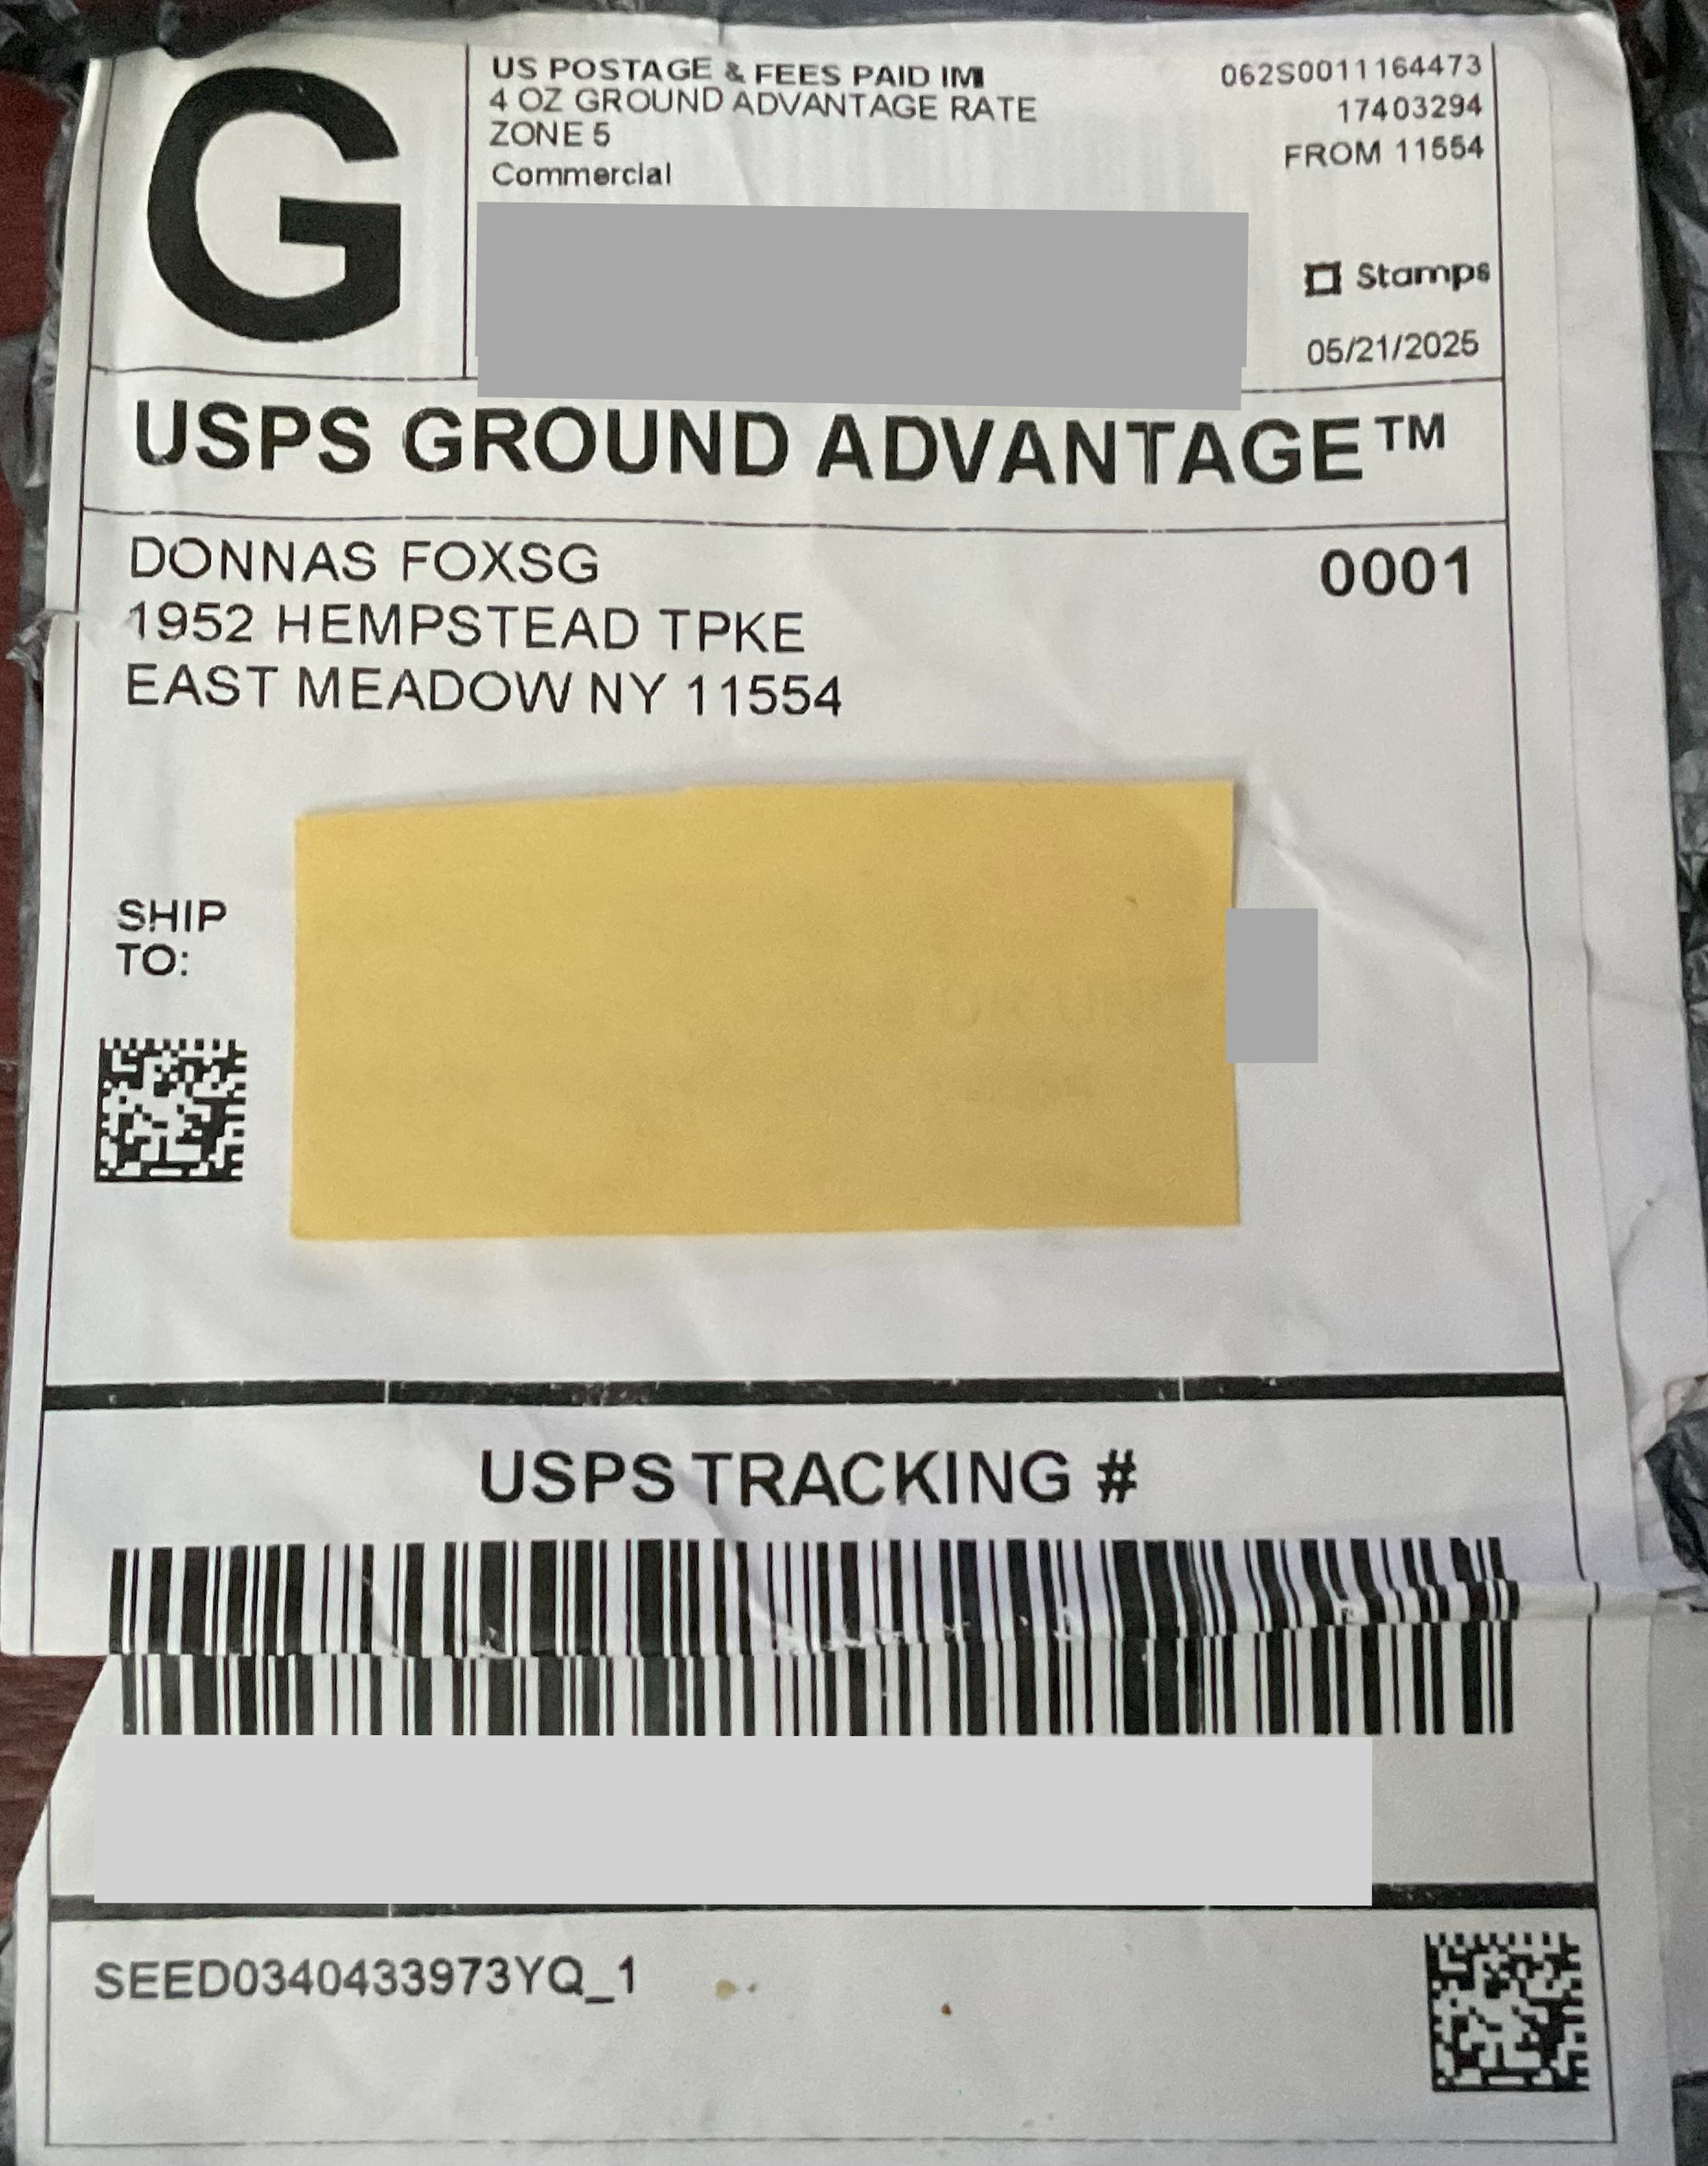 G
US POSTAGE & FEES PAID IMI
4 OZ GROUND ADVANTAGE RATE
ZONE 5
Commercial
062S0011164473
17403294
FROM 11554
Stamps
05/21/2025
USPS GROUND ADVANTAGE™
DONNAS FOXSG
1952 HEMPSTEAD TPKE
EAST MEADOW NY 11554
0001
SHIP
TO:
USPS TRACKING #
SEED0340433973YQ_1